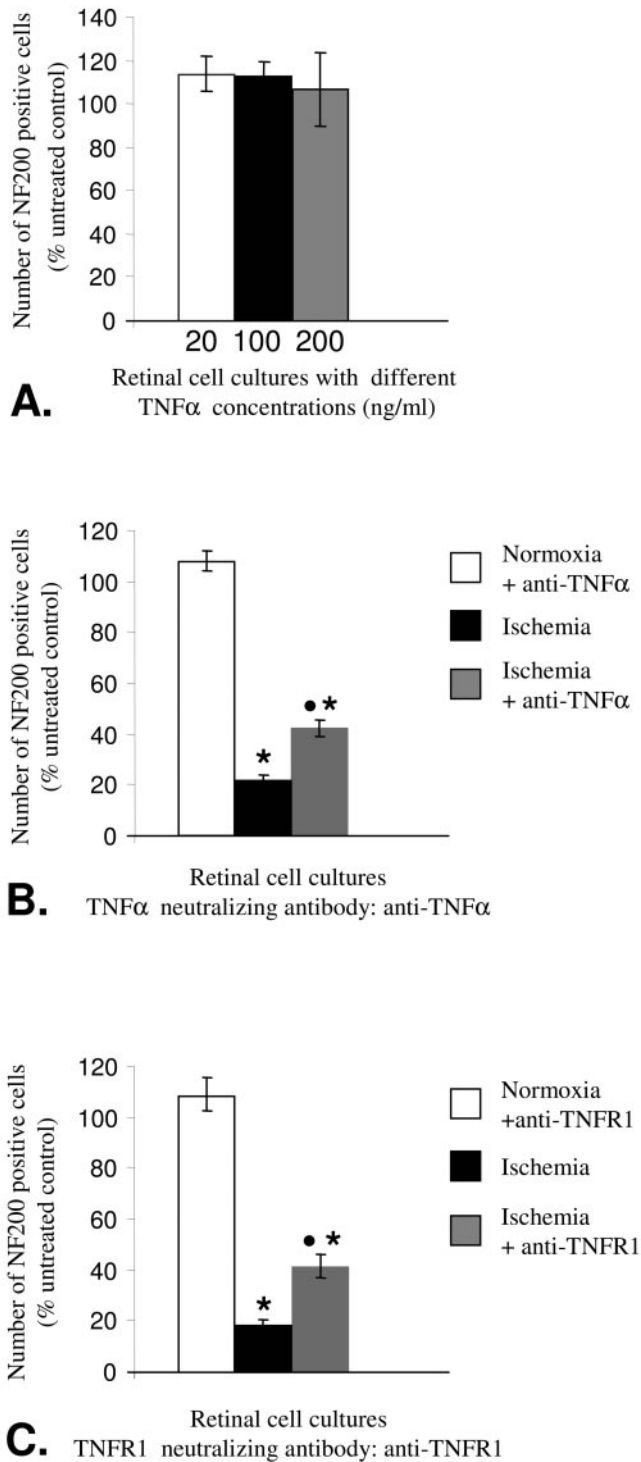 Number of NF200 positive cells
(% untreated control)
140
120
100
80
60
40
20
0
20 100 200
Retinal cell cultures with different
TNFα concentrations (ng/ml)
A.
Number of NF200 positive cells
(% untreated control)
120
100
80
60
40
20
0
*
• *
Normoxia
+ anti-TNFα
Ischemia
Ischemia
+ anti-TNFα
Retinal cell cultures
TNFα neutralizing antibody: anti-TNFα
B.
Number of NF200 positive cells
(% untreated control)
120
100
80
60
40
20
0
*
• *
Normoxia
+anti-TNFR1
Ischemia
Ischemia
+ anti-TNFR1
Retinal cell cultures
TNFR1 neutralizing antibody: anti-TNFR1
C.